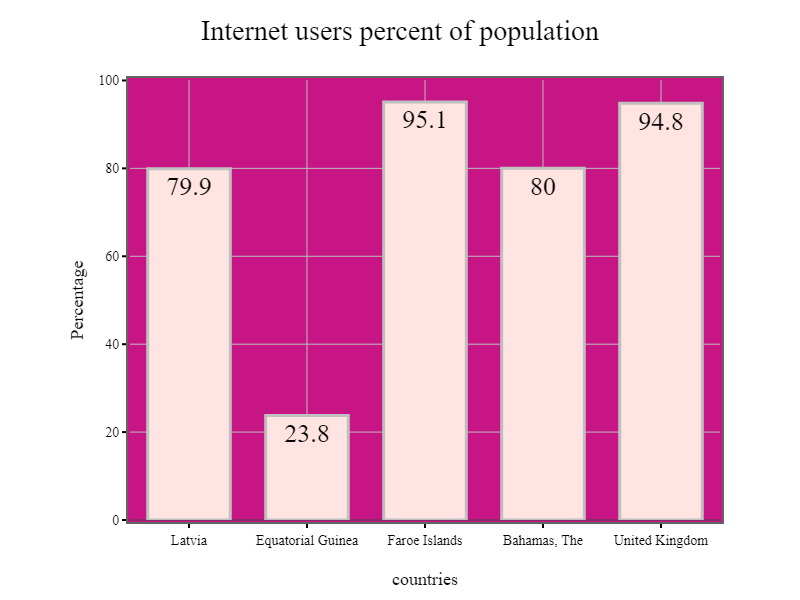 Internet users percent of population
100
80
60
40
20
0
Percentage
79.9
23.8
95.1
80
94.8
Latvia
Equatorial Guinea
Faroe Islands
Bahamas, The
United Kingdom
countries